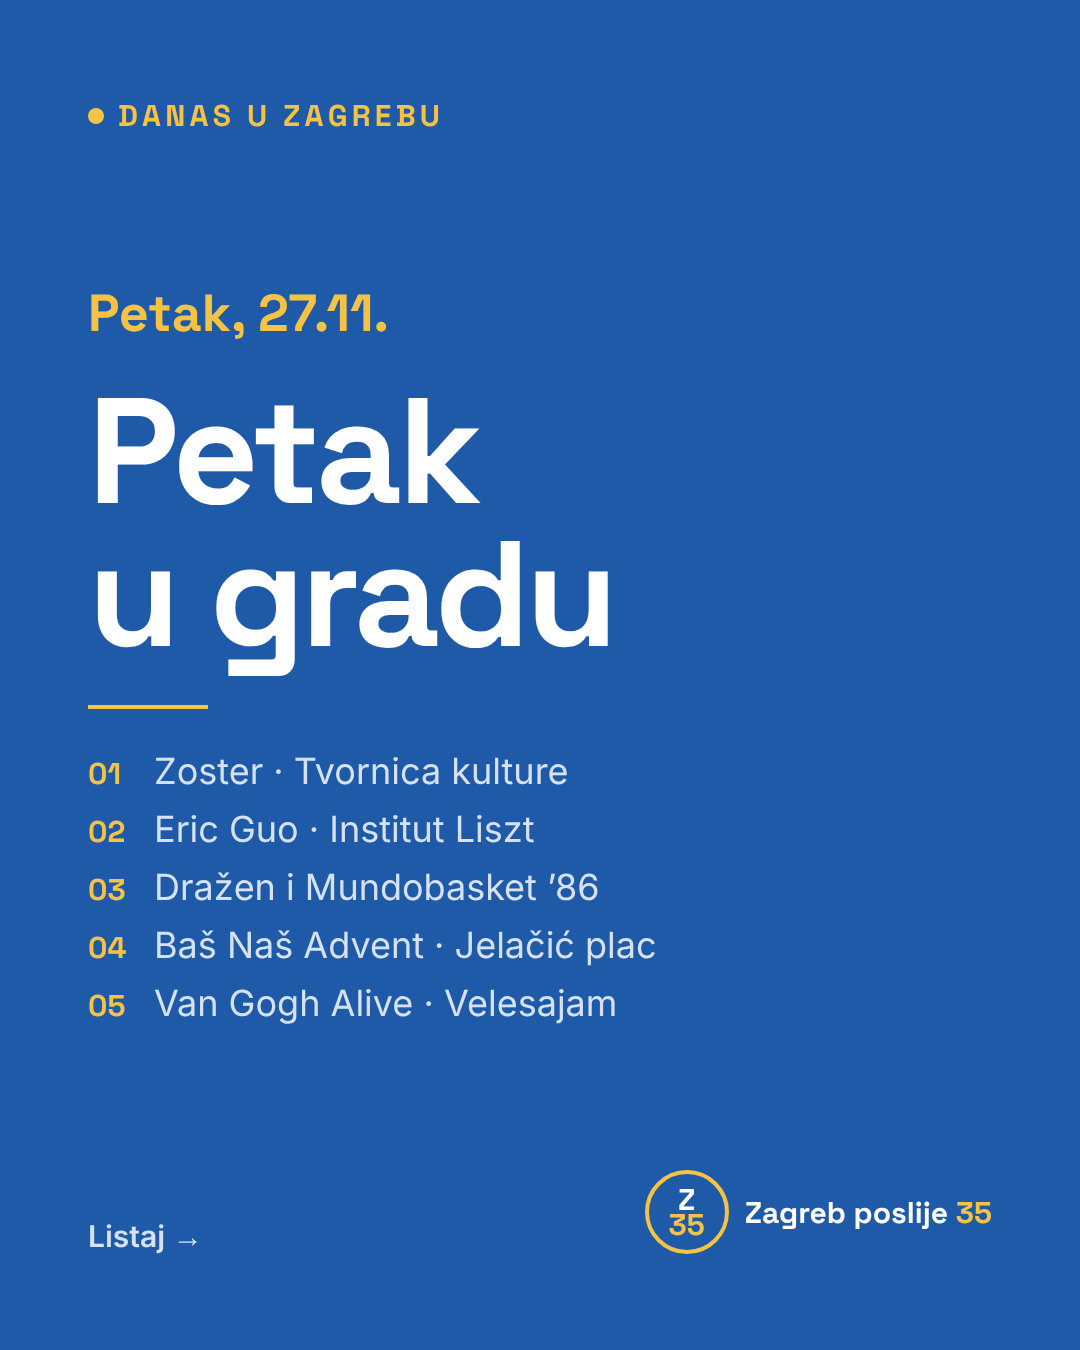 DANAS U ZAGREBU
Petak, 27.11.
Petak
u gradu
01 Zoster · Tvornica kulture
02 Eric Guo · Institut Liszt
03 Dražen i Mundobasket ’86
04 Baš Naš Advent · Jelačić plac
05 Van Gogh Alive · Velesajam
Listaj →
Z
35
Zagreb poslije 35